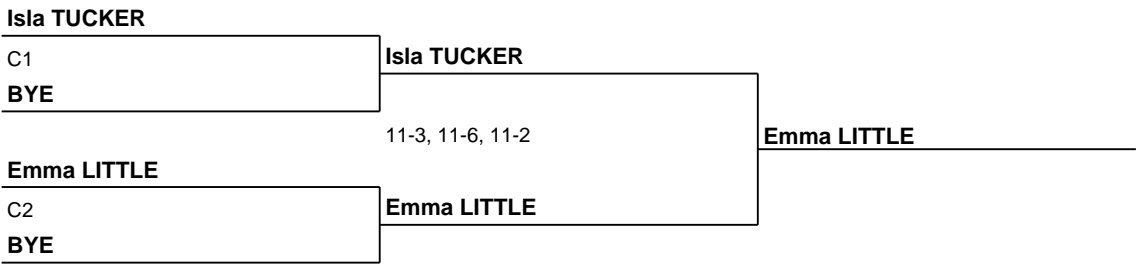 Isla TUCKER
C1
BYE
Isla TUCKER
11-3, 11-6, 11-2
Emma LITTLE
Emma LITTLE
C2
BYE
Emma LITTLE